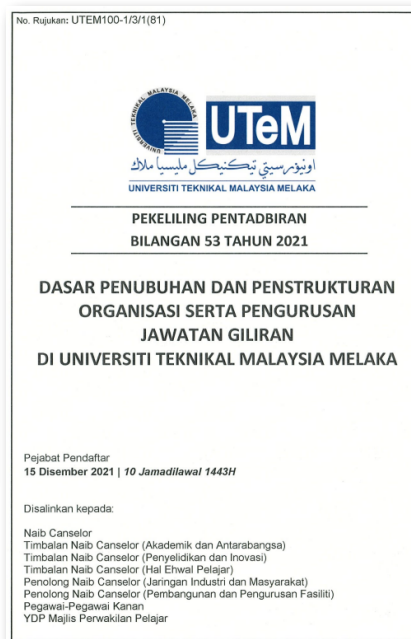 No. Rujukan: UTEM100-1/3/1(81)
UNIVERSITI TEKNIKAL MALAYSIA MELAKA
UTeM
اونيۏرسيتي تيكنيكل مليسيا ملاك
UNIVERSITI TEKNIKAL MALAYSIA MELAKA
PEKELILING PENTADBIRAN
BILANGAN 53 TAHUN 2021
DASAR PENUBUHAN DAN PENSTRUKTURAN
ORGANISASI SERTA PENGURUSAN
JAWATAN GILIRAN
DI UNIVERSITI TEKNIKAL MALAYSIA MELAKA
Pejabat Pendaftar
15 Disember 2021 | 10 Jamadilawal 1443H
Disalinkan kepada:
Naib Canselor
Timbalan Naib Canselor (Akademik dan Antarabangsa)
Timbalan Naib Canselor (Penyelidikan dan Inovasi)
Timbalan Naib Canselor (Hal Ehwal Pelajar)
Penolong Naib Canselor (Jaringan Industri dan Masyarakat)
Penolong Naib Canselor (Pembangunan dan Pengurusan Fasiliti)
Pegawai-Pegawai Kanan
YDP Majlis Perwakilan Pelajar